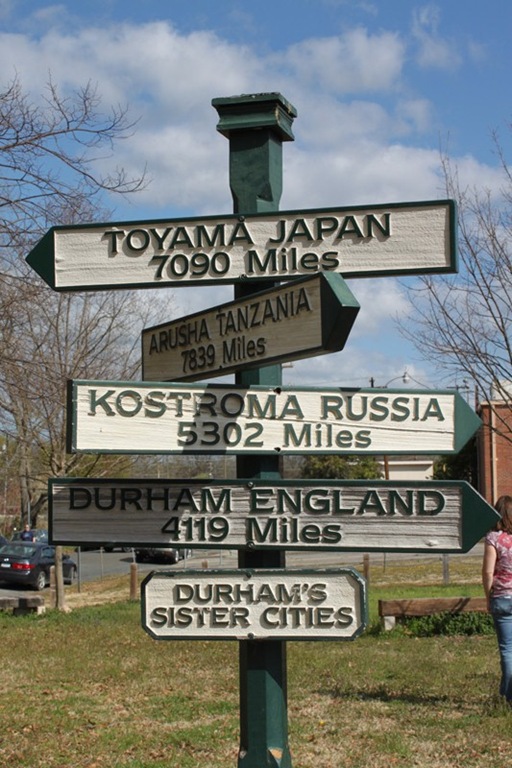 TOYAMA JAPAN
7090 Miles
ARUSHA TANZANIA
7839 Miles
KOSTROMA RUSSIA
5302 Miles
DURHAM ENGLAND
4119 Miles
DURHAM'S
SISTER CITIES